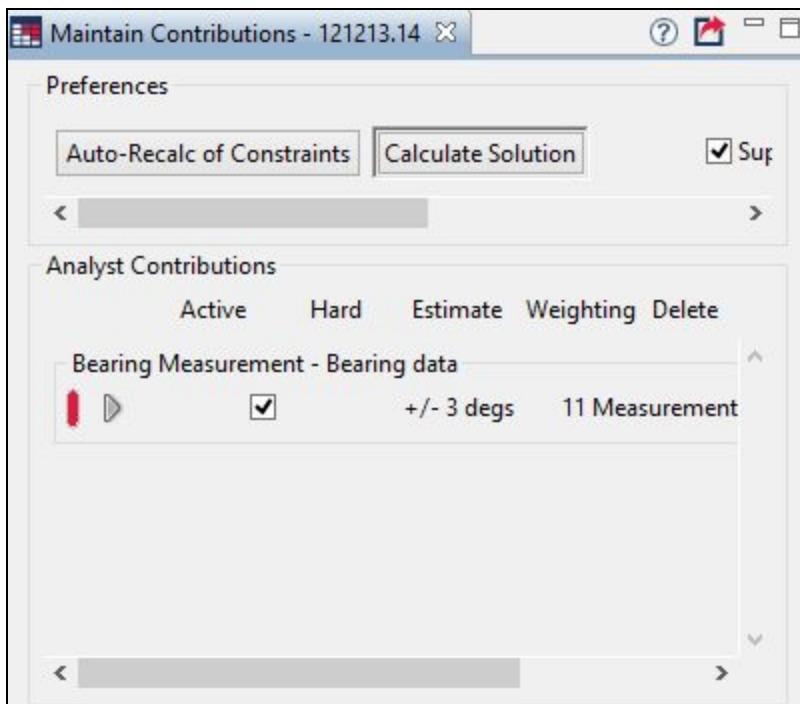 Maintain Contributions - 121213.14
Preferences
Auto-Recalc of Constraints Calculate Solution Sup
Analyst Contributions
Active Hard Estimate Weighting Delete
Bearing Measurement - Bearing data
+/- 3 degs 11 Measurement